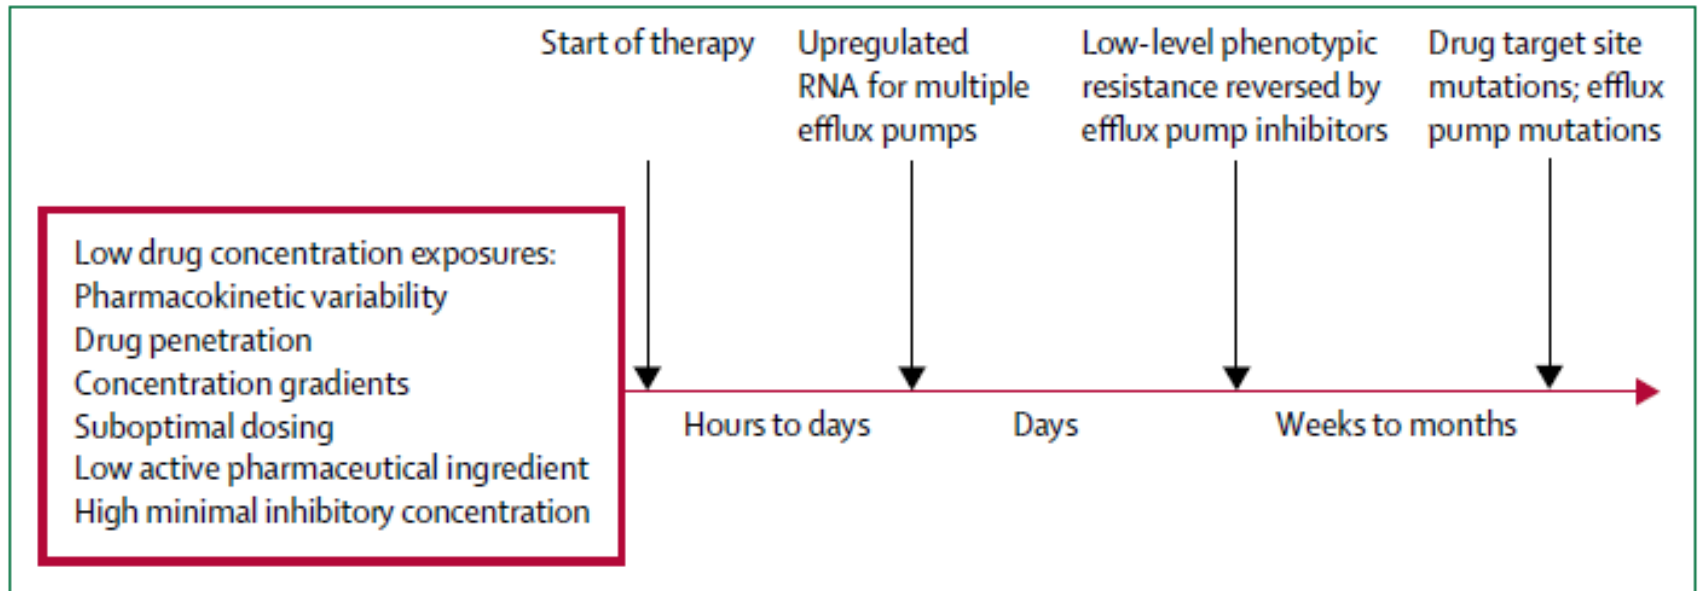 Start of therapy
Upregulated
RNA for multiple
efflux pumps
Low-level phenotypic
resistance reversed by
efflux pump inhibitors
Drug target site
mutations; efflux
pump mutations
Low drug concentration exposures:
Pharmacokinetic variability
Drug penetration
Concentration gradients
Suboptimal dosing
Low active pharmaceutical ingredient
High minimal inhibitory concentration
Hours to days
Days
Weeks to months